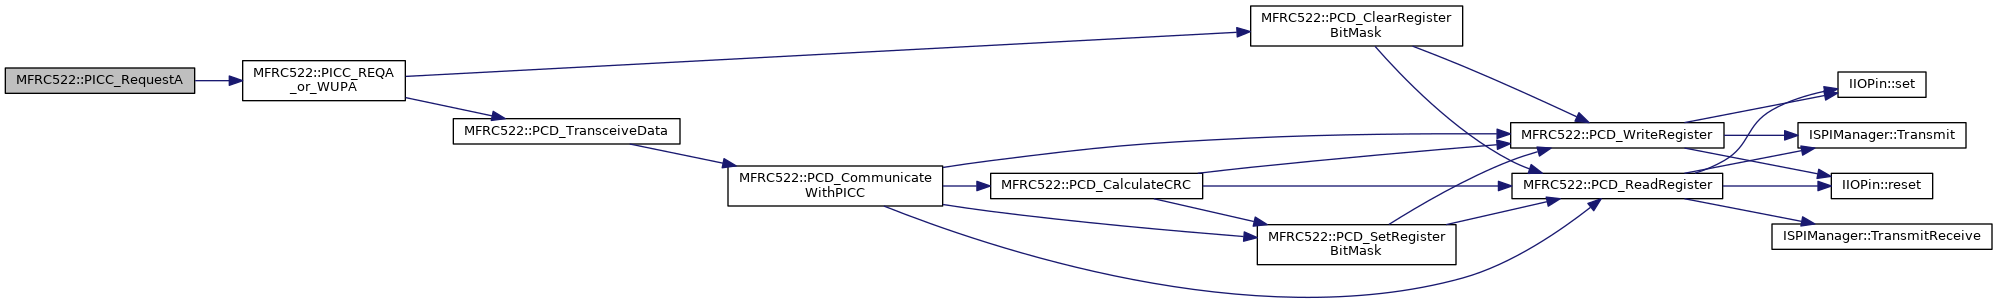 MFRC522::PICC_RequestA
MFRC522::PICC_REQA
_or_WUPA
MFRC522::PCD_TransceiveData
MFRC522::PCD_Communicate
WithPICC
MFRC522::PCD_CalculateCRC
MFRC522::PCD_ClearRegister
BitMask
MFRC522::PCD_SetRegister
BitMask
MFRC522::PCD_WriteRegister
MFRC522::PCD_ReadRegister
IIOPin::set
ISPIManager::Transmit
IIOPin::reset
ISPIManager::TransmitReceive